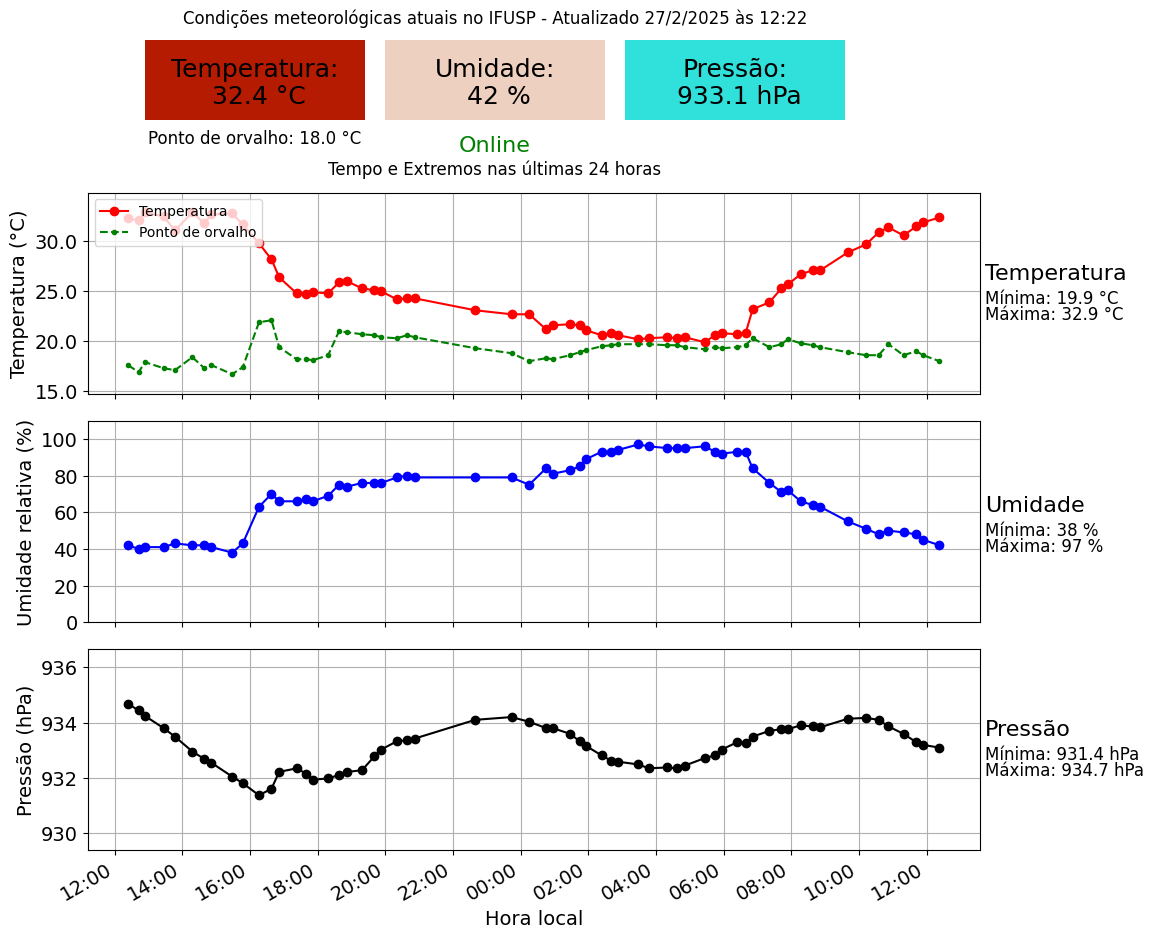 Condições meteorológicas atuais no IFUSP - Atualizado 27/2/2025 às 12:22
Temperatura:
32.4 °C
Umidade:
42 %
Pressão:
933.1 hPa
Ponto de orvalho: 18.0 °C
Online
Tempo e Extremos nas últimas 24 horas
Temperatura
Ponto de orvalho
Temperatura (°C)
30.0
25.0
20.0
15.0
Temperatura
Mínima: 19.9 °C
Máxima: 32.9 °C
Umidade relativa (%)
100
80
60
40
20
0
Umidade
Mínima: 38 %
Máxima: 97 %
Pressão (hPa)
936
934
932
930
Pressão
Mínima: 931.4 hPa
Máxima: 934.7 hPa
12:00
14:00
16:00
18:00
20:00
22:00
00:00
02:00
04:00
06:00
08:00
10:00
12:00
Hora local